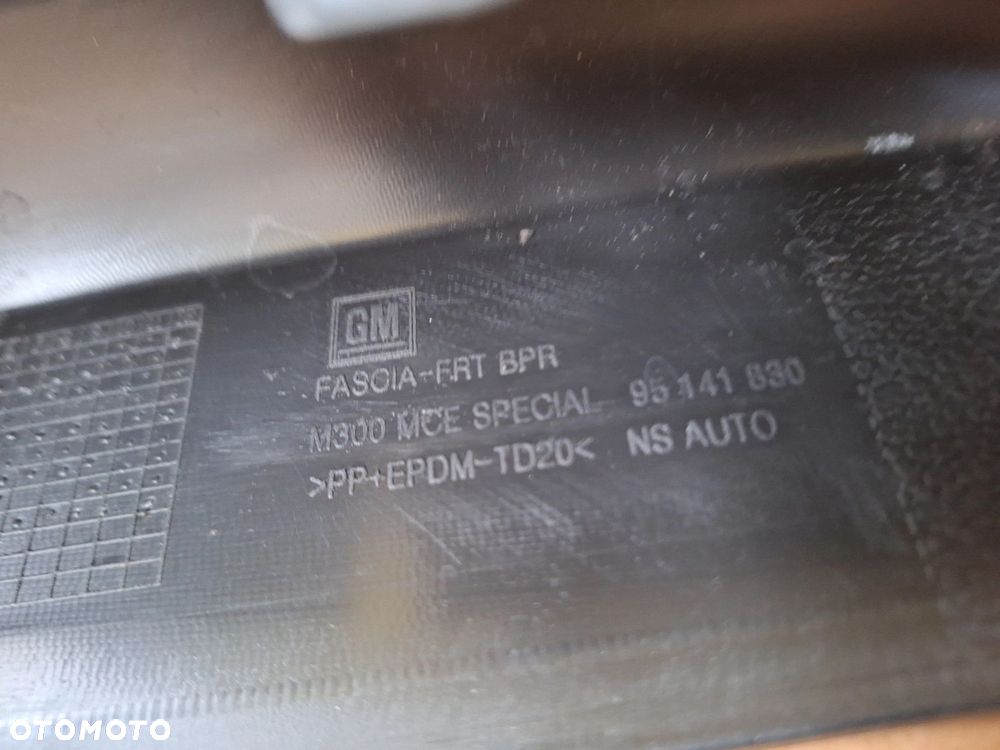 GM
FASCIA-FRT BPR
M300 MCE SPECIAL 95 141 830
>PP+EPDM-TD20< NS AUTO
OTOMOTO